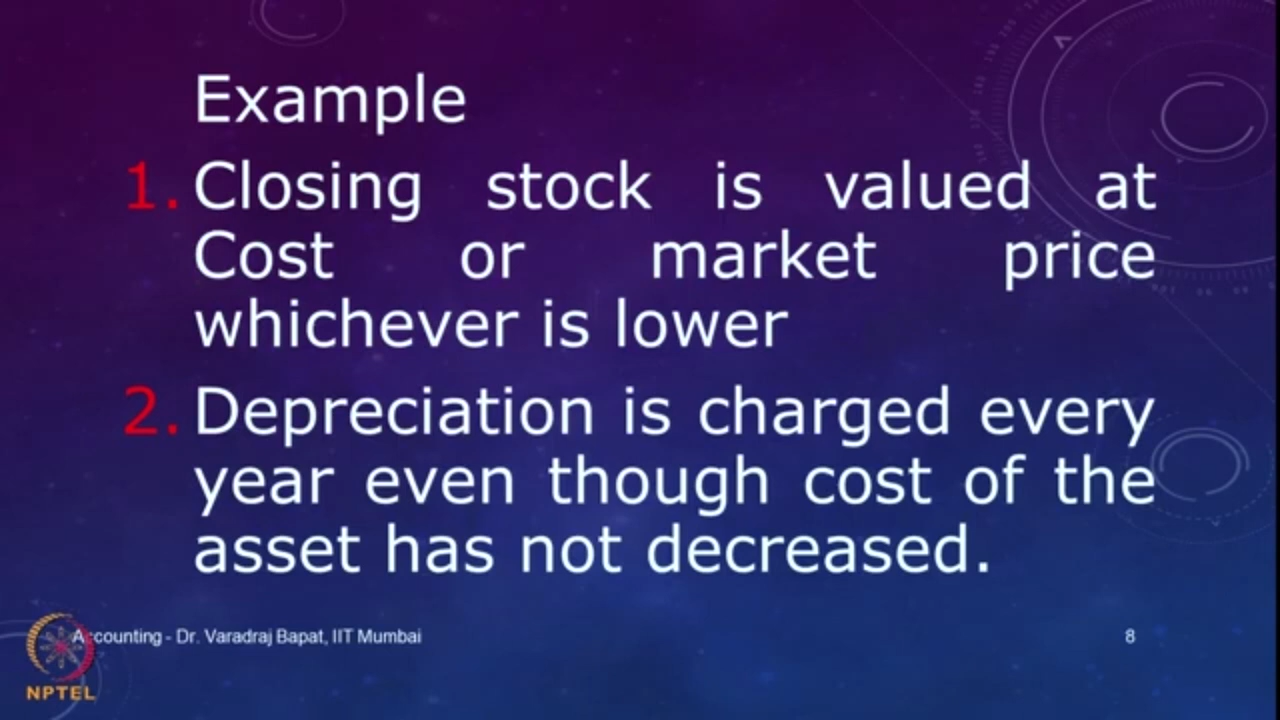 Example
1. Closing stock is valued at
Cost or market price
whichever is lower
2. Depreciation is charged every
year even though cost of the
asset has not decreased.
Accounting - Dr. Varadraj Bapat, IIT Mumbai
8
NPTEL